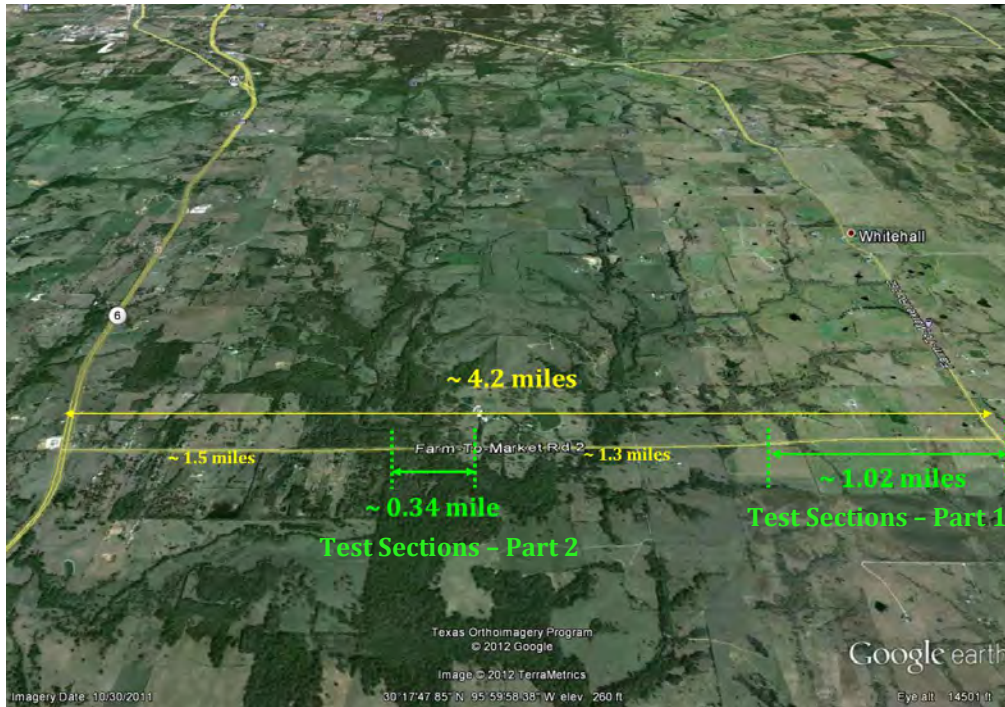 Whitehall
6
~ 4.2 miles
Farm-To-Market Rd 2
~ 1.5 miles
~ 1.3 miles
~ 0.34 mile
~ 1.02 miles
Test Sections – Part 2
Test Sections – Part 1
Texas Orthoimagery Program
© 2012 Google
Image © 2012 TerraMetrics
Google earth
Imagery Date: 10/30/2011
30°17'47.85" N 95°59'58.38" W elev 260 ft
Eye alt 14501 ft